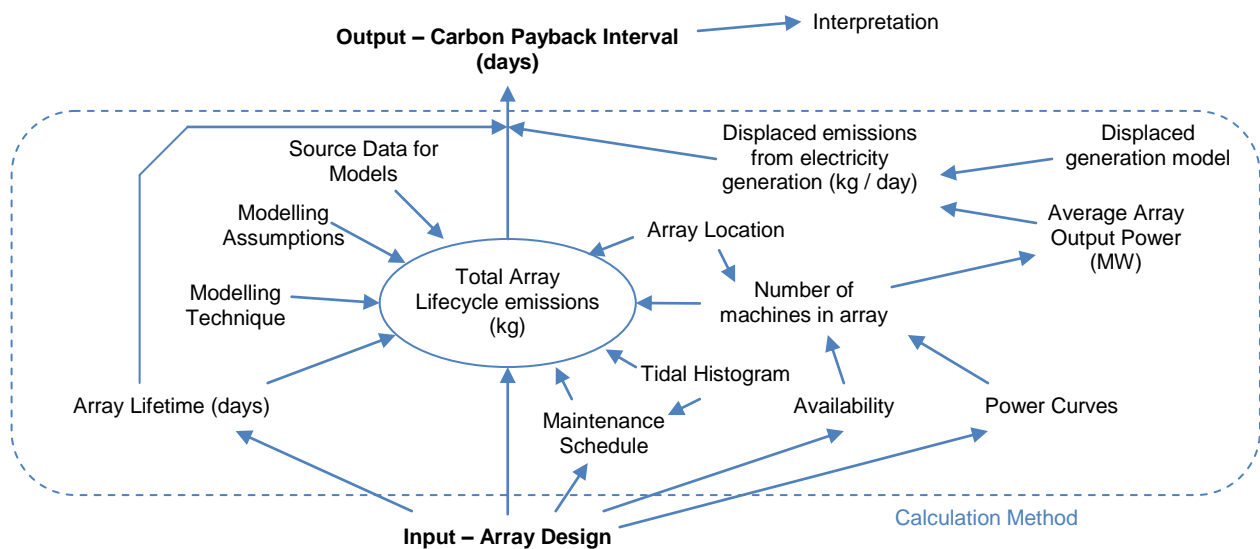 Interpretation
Output – Carbon Payback Interval
(days)
Displaced emissions
from electricity
generation (kg / day)
Displaced
generation model
Source Data for
Models
Modelling
Assumptions
Array Location
Average Array
Output Power
(MW)
Total Array
Lifecycle emissions
(kg)
Modelling
Technique
Number of
machines in array
Tidal Histogram
Array Lifetime (days)
Maintenance
Schedule
Availability
Power Curves
Input – Array Design
Calculation Method